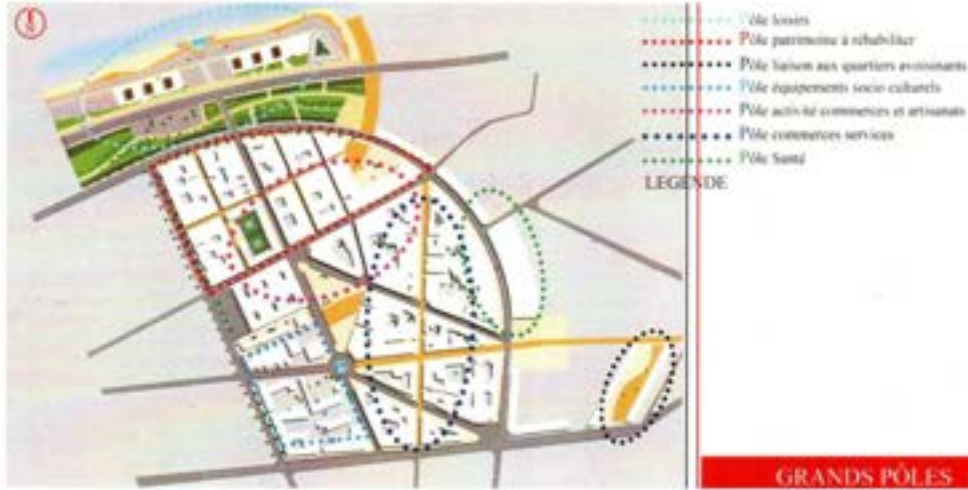 Pôle loisirs
Pôle patrimoine à réhabiliter
Pôle liaison aux quartiers avoisinants
Pôle équipements socio culturels
Pôle activité commerces et artisanats
Pôle commerces services
Pôle Santé
LEGENDE
GRANDS PÔLES